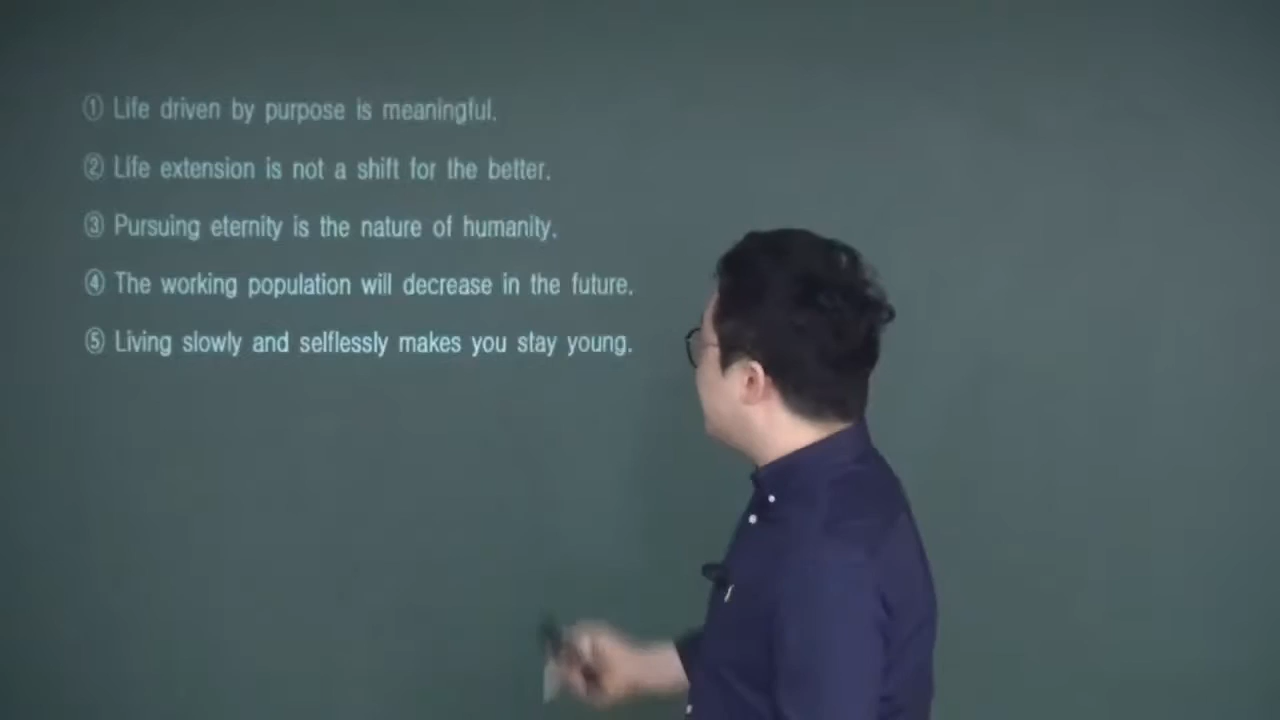 ① Life driven by purpose is meaningful.
② Life extension is not a shift for the better.
③ Pursuing eternity is the nature of humanity.
④ The working population will decrease in the future.
⑤ Living slowly and selflessly makes you stay young.